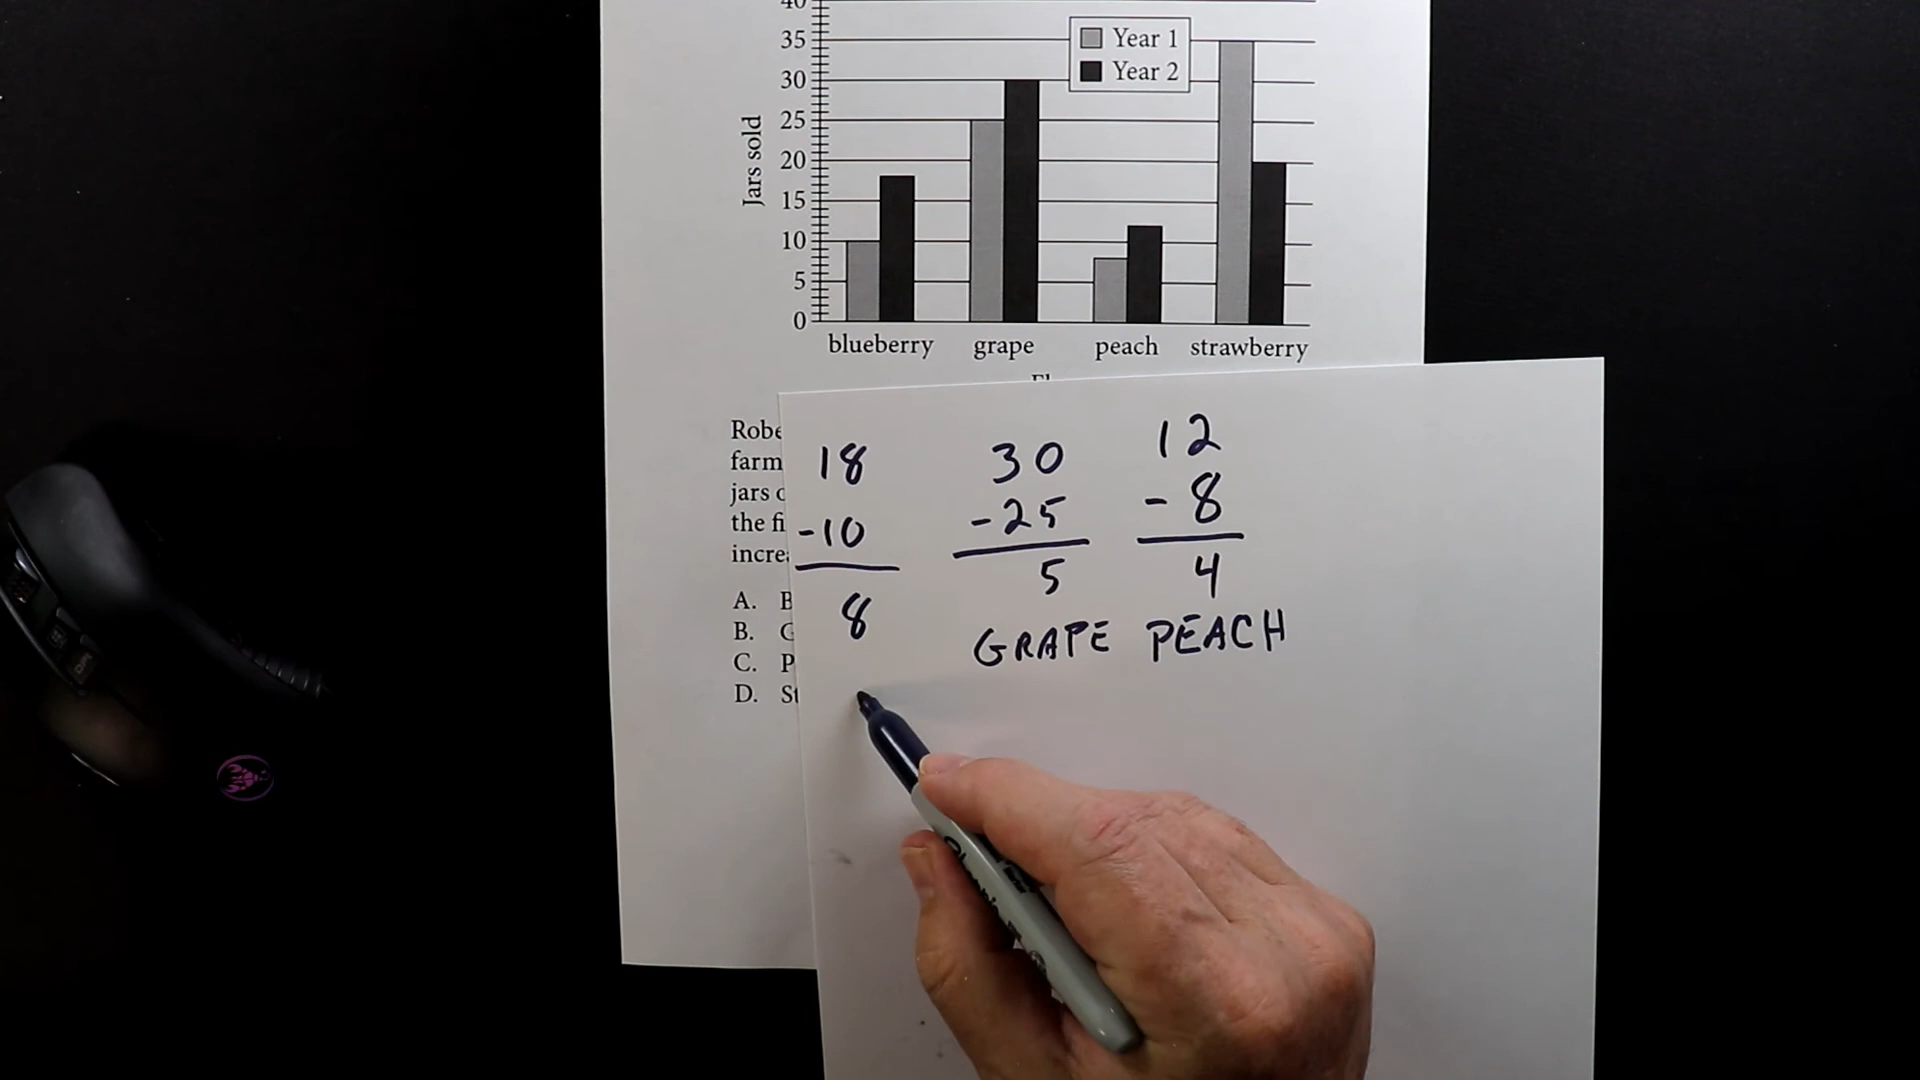 40
35
30
25
20
15
10
5
0
Jars sold
Year 1
Year 2
blueberry grape peach strawberry
Robe
farm
jars
the fi
incre
A.
B.
C. P
D. St
18
-10
8
30
-25
5
GRAPE
12
- 8
4
PEACH